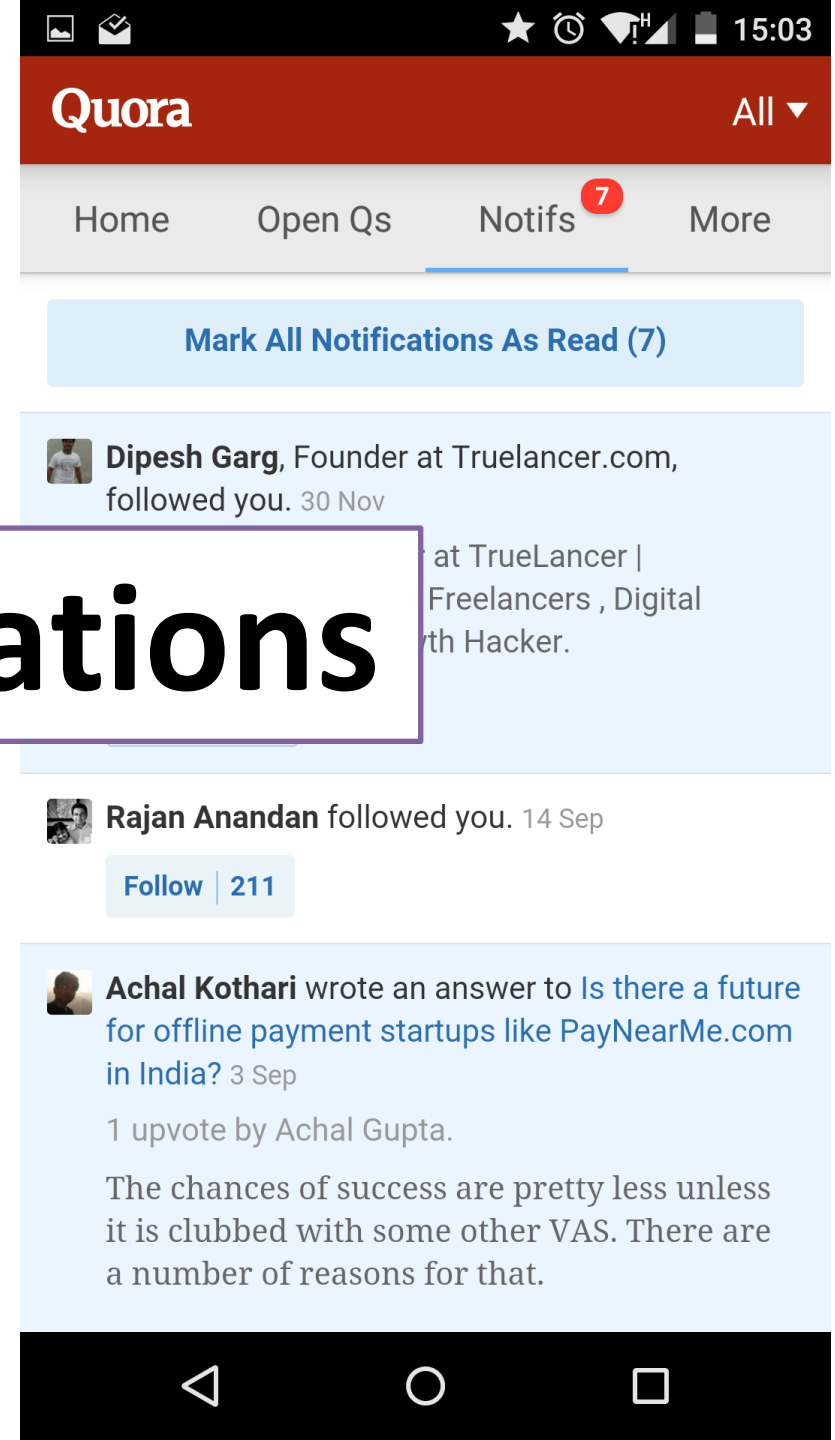 H
15:03
Quora
All
Home
Open Qs
Notifs
7
More
Mark All Notifications As Read (7)
Dipesh Garg, Founder at Truelancer.com,
followed you. 30 Nov
at TrueLancer |
Freelancers , Digital
th Hacker.
ations
Rajan Anandan followed you. 14 Sep
Follow | 211
Achal Kothari wrote an answer to Is there a future
for offline payment startups like PayNearMe.com
in India? 3 Sep
1 upvote by Achal Gupta.
The chances of success are pretty less unless
it is clubbed with some other VAS. There are
a number of reasons for that.